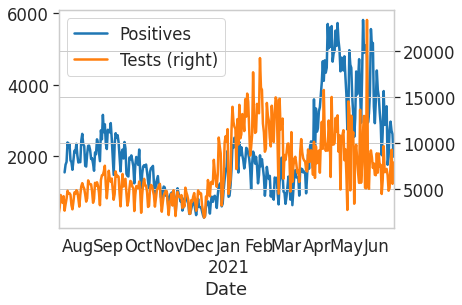 6000
4000
2000
Positives
Tests (right)
20000
15000
10000
5000
Aug Sep Oct Nov Dec Jan Feb Mar Apr May Jun
2021
Date